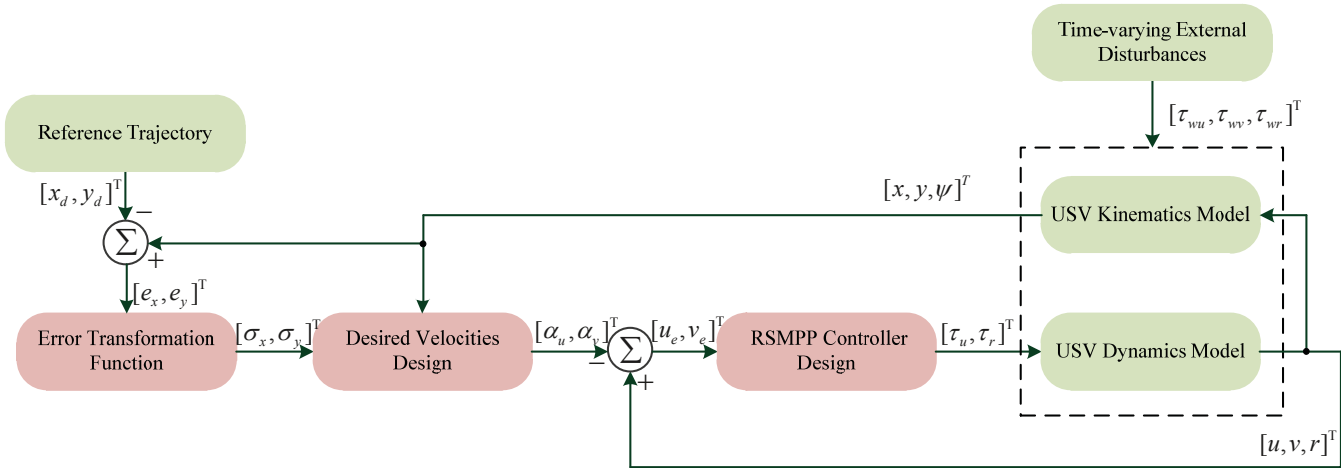 Time-varying External
Disturbances
[τ_wu, τ_wv, τ_wr]^T
Reference Trajectory
[x_d, y_d]^T
−
Σ
+
[x, y, ψ]^T
USV Kinematics Model
[e_x, e_y]^T
Error Transformation
Function
[σ_x, σ_y]^T
Desired Velocities
Design
[α_u, α_v]^T
−
Σ
+
[u_e, v_e]^T
RSMPP Controller
Design
[τ_u, τ_r]^T
USV Dynamics Model
[u, v, r]^T